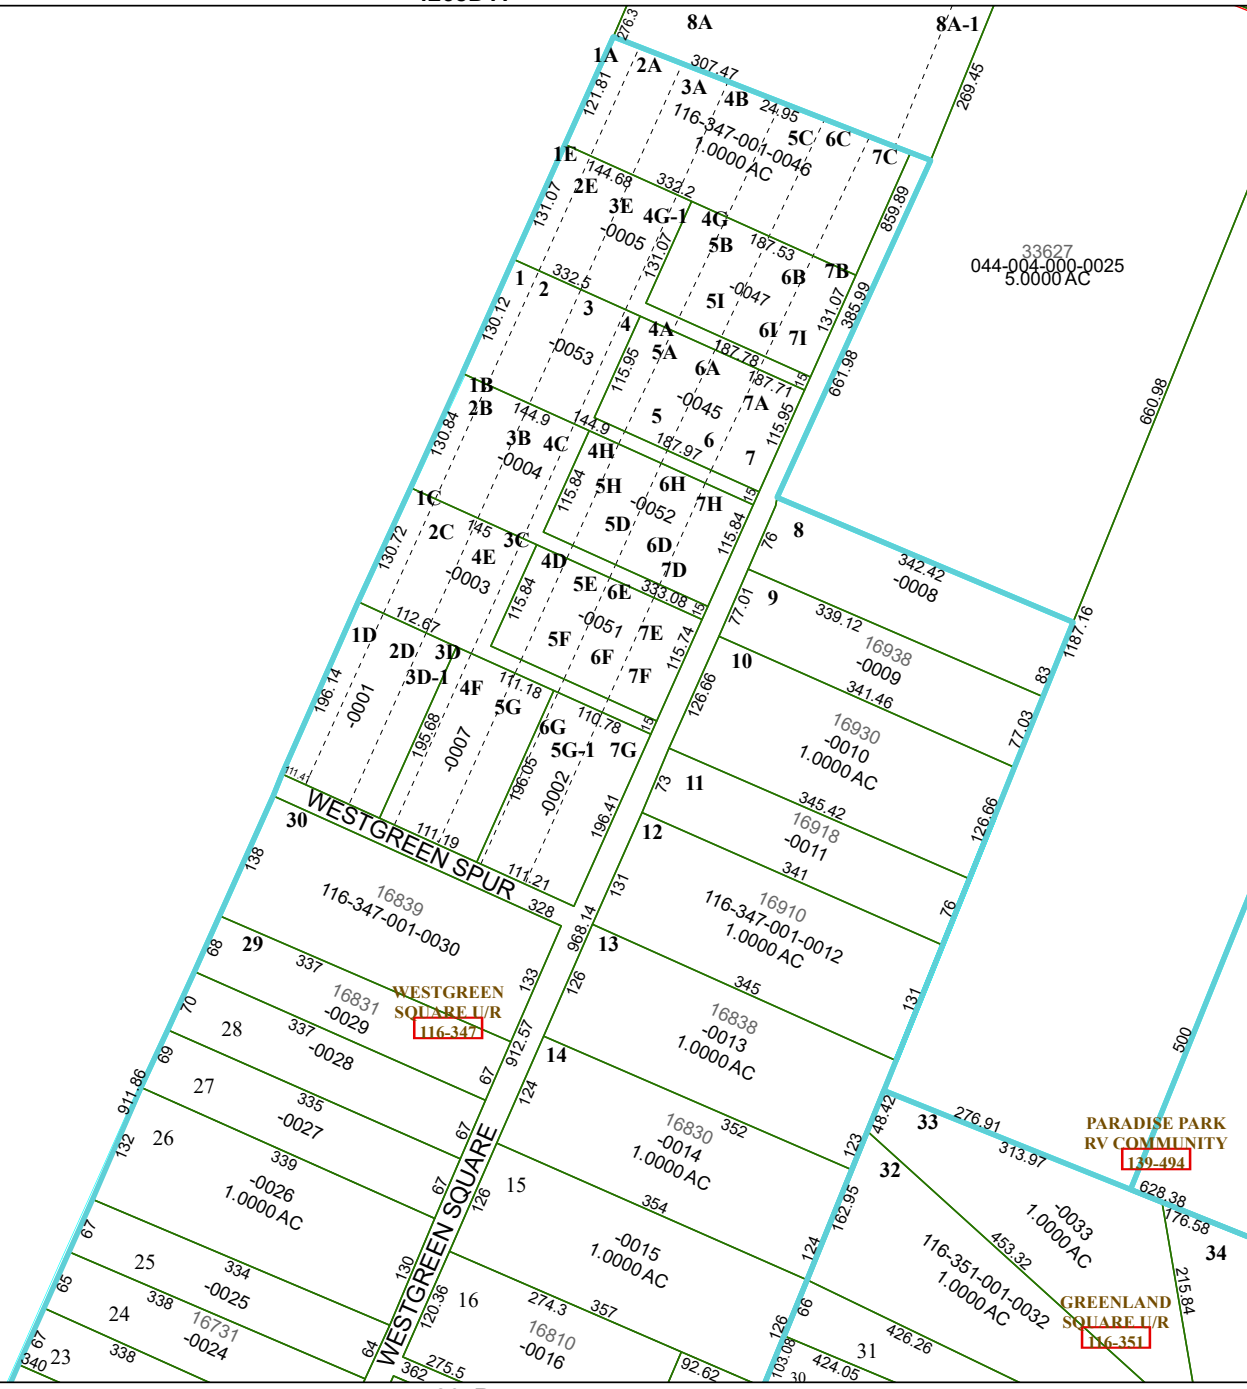 276.3
8A
8A-1
1A
2A
307.47
3A
4B
24.95
5C
6C
7C
269.45
121.81
116-347-001-0046
1.0000 AC
1E
144.68
332.2
2E
3E
4G-1
4G
-0005
131.07
131.07
5B
187.53
6B
7B
859.89
-0047
5I
6I
7I
131.07
385.99
33627
044-004-000-0025
5.0000 AC
1
2
332.5
3
4
4A
130.12
-0053
115.95
5A
187.78
6A
187.71
15
661.98
-0045
7A
5
6
7
115.95
660.98
1B
2B
144.9
144.9
187.97
130.84
3B
4C
4H
-0004
115.84
5H
6H
7H
15
-0052
5D
6D
7D
115.84
1C
2C
145
3C
130.72
4E
-0003
4D
115.84
5E
6E
333.08
15
-0051
5F
6F
7E
7F
115.74
8
76
342.42
-0008
9
77.01
339.12
16938
-0009
83
1187.16
10
126.66
341.46
16930
-0010
1.0000 AC
77.03
112.67
1D
2D
3D
3D-1
196.14
-0001
4F
111.18
5G
195.68
-0007
6G
110.78
5G-1
7G
15
196.05
-0002
196.41
111.41
111.19
111.21
WESTGREEN SPUR
11
73
345.42
16918
-0011
126.66
12
341
131
16910
116-347-001-0012
1.0000 AC
76
30
328
138
16839
116-347-001-0030
968.14
13
133
126
345
16838
-0013
1.0000 AC
131
29
68
337
16831
-0029
WESTGREEN
SQUARE U/R
116-347
912.57
70
28
337
-0028
67
14
124
352
16830
-0014
1.0000 AC
123
500
69
27
335
-0027
67
911.86
132
26
339
-0026
1.0000 AC
67
126
15
354
-0015
1.0000 AC
48.42
33
276.91
313.97
PARADISE PARK
RV COMMUNITY
139-494
628.38
176.58
32
162.95
-0033
1.0000 AC
34
453.32
116-351-001-0032
1.0000 AC
215.84
124
67
25
334
-0025
130
WESTGREEN SQUARE
120.36
16
274.3
357
16810
-0016
66
426.26
GREENLAND
SQUARE U/R
116-351
65
24
338
16731
-0024
64
126
31
424.05
103.08
30
67
23
340
338
362
275.5
92.62